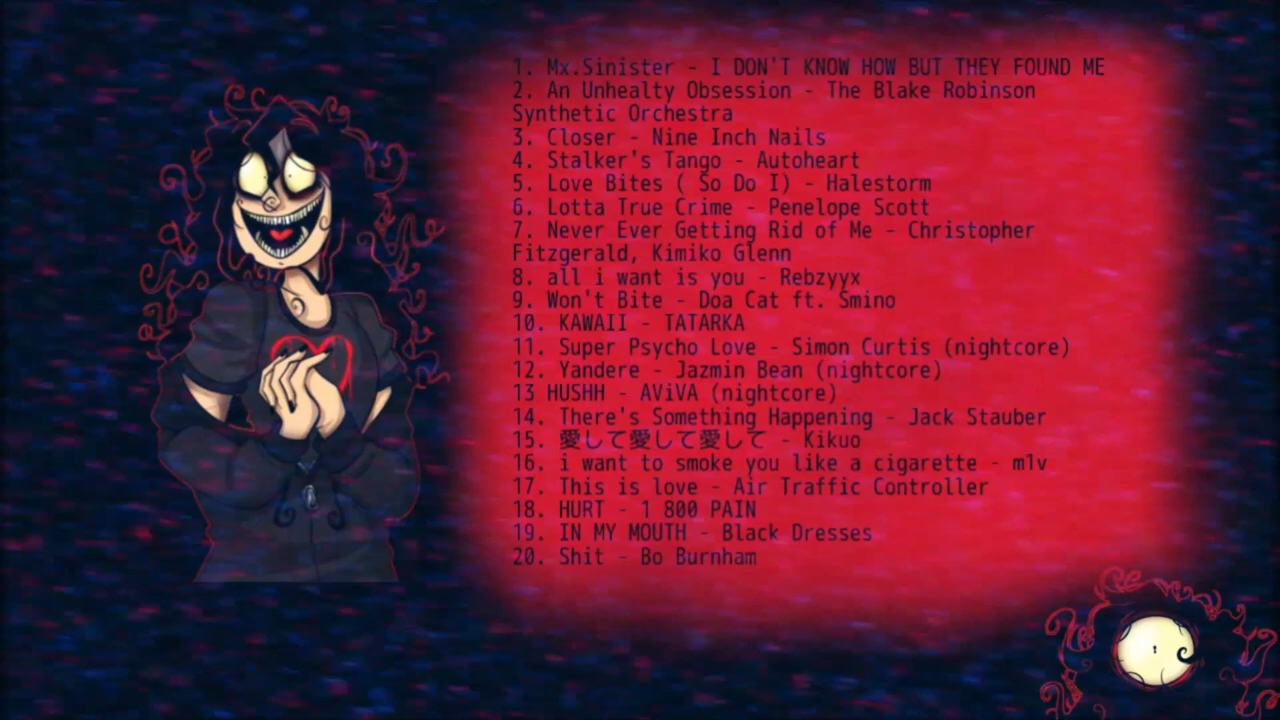 1. Mx.Sinister - I DON'T KNOW HOW BUT THEY FOUND ME
2. An Unhealty Obsession - The Blake Robinson
Synthetic Orchestra
3. Closer - Nine Inch Nails
4. Stalker's Tango - Autoheart
5. Love Bites ( So Do I) - Halestorm
6. Lotta True Crime - Penelope Scott
7. Never Ever Getting Rid of Me - Christopher
Fitzgerald, Kimiko Glenn
8. all i want is you - Rebzyyx
9. Won't Bite - Doa Cat ft. Smino
10. KAWAII - TATARKA
11. Super Psycho Love - Simon Curtis (nightcore)
12. Yandere - Jazmin Bean (nightcore)
13 HUSHH - AViVA (nightcore)
14. There's Something Happening - Jack Stauber
15. 愛して愛して愛して - Kikuo
16. i want to smoke you like a cigarette - m1v
17. This is love - Air Traffic Controller
18. HURT - 1 800 PAIN
19. IN MY MOUTH - Black Dresses
20. Shit - Bo Burnham